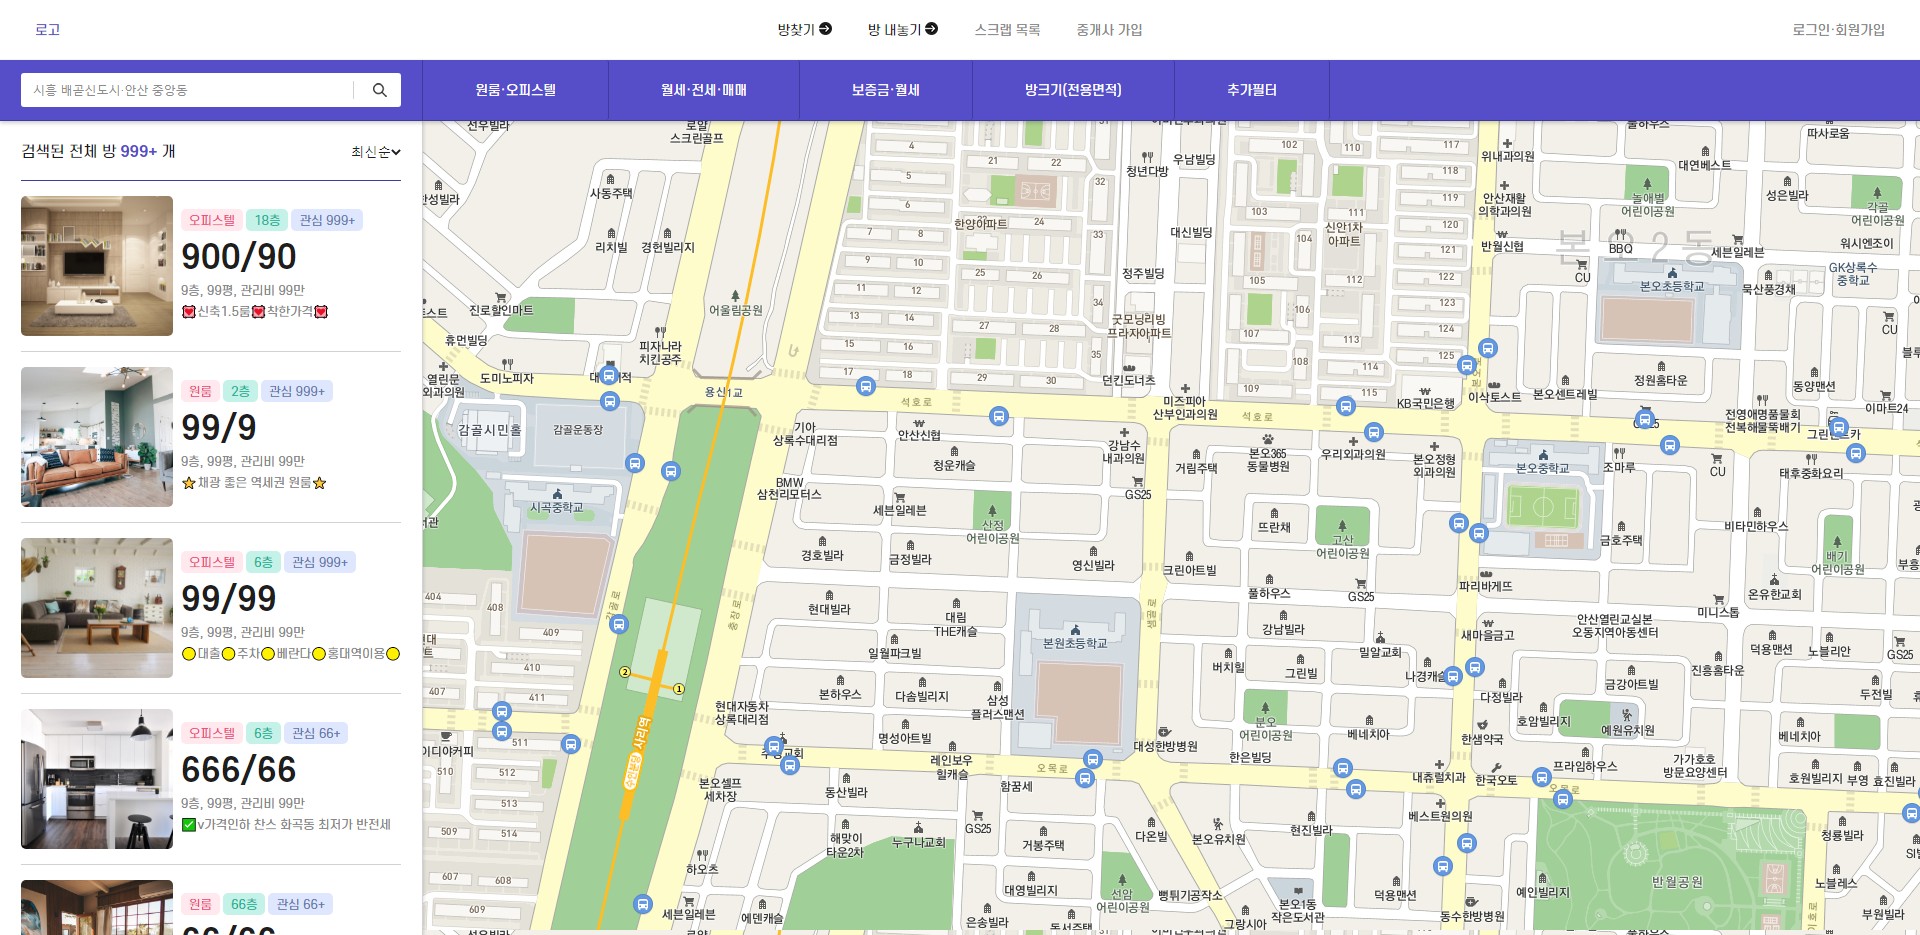 로고
방찾기
방 내놓기
스크랩 목록
중개사 가입
로그인·회원가입
시흥 배곧신도시·안산 중앙동
원룸·오피스텔
월세·전세·매매
보증금·월세
방크기(전용면적)
추가필터
검색된 전체 방 999+ 개
최신순
오피스텔 18층 관심 999+
900/90
9층, 99평, 관리비 99만
💟신축1.5룸💟착한가격💟
원룸 2층 관심 999+
99/9
9층, 99평, 관리비 99만
⭐채광 좋은 역세권 원룸⭐
오피스텔 6층 관심 999+
99/99
9층, 99평, 관리비 99만
🟡대출🟡주차🟡베란다🟡홍대역이용🟡
오피스텔 6층 관심 66+
666/66
9층, 99평, 관리비 99만
✅v가격인하 찬스 화곡동 최저가 반전세
원룸 66층 관심 66+
66/66
선우빌라
로얄
스크린골프
사동주택
리치빌
경헌빌리지
진로할인마트
어울림공원
휴먼빌딩
피자나라
치킨공주
열린문
외과의원
도미노피자
용신1교
감골시민홀
감골운동장
시곡중학교
기아
상록수대리점
BMW
삼천리모터스
안산신협
청운캐슬
세븐일레븐
산정
어린이공원
경호빌라
금정빌라
영신빌라
강남수
내과의원
GS25
거림주택
본오365
동물병원
우리외과의원
본오정형
외과의원
뜨란채
고산
어린이공원
크린아트빌
풀하우스
GS25
파리바게뜨
한양아파트
청년다방
우남빌딩
대신빌딩
정주빌딩
굿모닝리빙
프라자아파트
던킨도너츠
미즈피아
산부인과의원
신안1차
아파트
KB국민은행
이삭토스트
본오센트레빌
위내과의원
안산재활
의학과의원
반월신협
놀애별
어린이공원
대연베스트
따사로움
성은빌라
각골
어린이공원
본오2동
BBQ
세븐일레븐
CU
본오초등학교
묵산풍경채
워시엔조이
GK상록수
중학교
CU
정원홈타운
동양맨션
전영애명품물회
전복해물뚝배기
이마트24
본오중학교
조마루
CU
태후중화요리
비타민하우스
금호주택
배기
어린이공원
온유한교회
미니스톱
안산열린교실본
오동지역아동센터
새마을금고
현대빌라
대림
THE캐슬
일월파크빌
본원초등학교
강남빌라
밀알교회
버치힐
그린빌
나경캐슬
다정빌라
금강아트빌
진흥홈타운
덕용맨션
노블리안
GS25
두전빌
본하우스
다솜빌리지
삼성
플러스맨션
현대자동차
상록대리점
명성아트빌
레인보우
힐캐슬
대성한방병원
분오
어린이공원
베네치아
한은빌딩
한샘약국
호암빌리지
예원유치원
베네치아
프라임하우스
가가호호
방문요양센터
호원빌리지
부영
효진빌라
내츄럴치과
한국오토
본오셀프
세차장
동산빌라
함꿈세
해맞이
타운2차
누구나교회
GS25
거봉주택
다온빌
본오유치원
현진빌라
베스트원의원
청룡빌라
하오츠
세븐일레븐
에덴캐슬
대영빌리지
은송빌라
선암
어린이공원
뻥튀기공작소
그랑시아
본오1동
작은도서관
덕용맨션
동수한방병원
예인빌리지
반월공원
노블레스
부원빌라
수인분당 사리역
석호로
석호로
오목로
충장로
샘골로
이디야커피